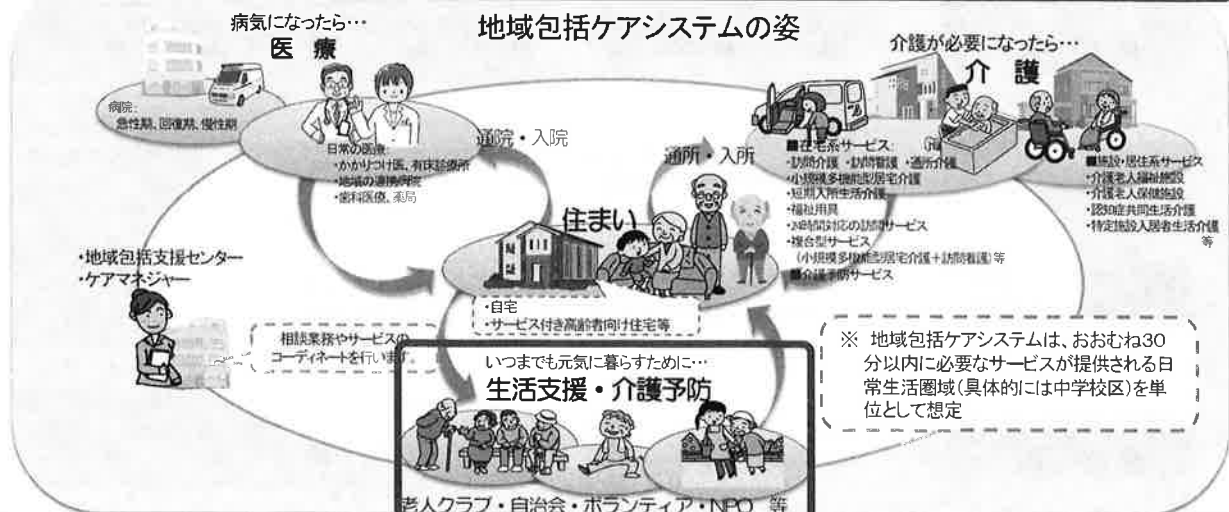 地域包括ケアシステムの姿
病気になったら…
医 療
病院:
急性期、回復期、慢性期
日常の医療:
・かかりつけ医、有床診療所
・地域の連携病院
・歯科医療、薬局
通院・入院
通所・入所
介護が必要になったら…
介 護
■在宅系サービス:
・訪問介護 ・訪問看護 ・通所介護
・小規模多機能型居宅介護
・短期入所生活介護
・福祉用具
・24時間対応の訪問サービス
・複合型サービス
(小規模多機能型居宅介護+訪問看護)等
■介護予防サービス
■施設・居住系サービス
・介護老人福祉施設
・介護老人保健施設
・認知症共同生活介護
・特定施設入居者生活介護
等
住まい
・自宅
・サービス付き高齢者向け住宅等
・地域包括支援センター
・ケアマネジャー
相談業務やサービスの
コーディネートを行います。
いつまでも元気に暮らすために…
生活支援・介護予防
老人クラブ・自治会・ボランティア・NPO 等
※ 地域包括ケアシステムは、おおむね30
分以内に必要なサービスが提供される日
常生活圏域(具体的には中学校区)を単
位として想定